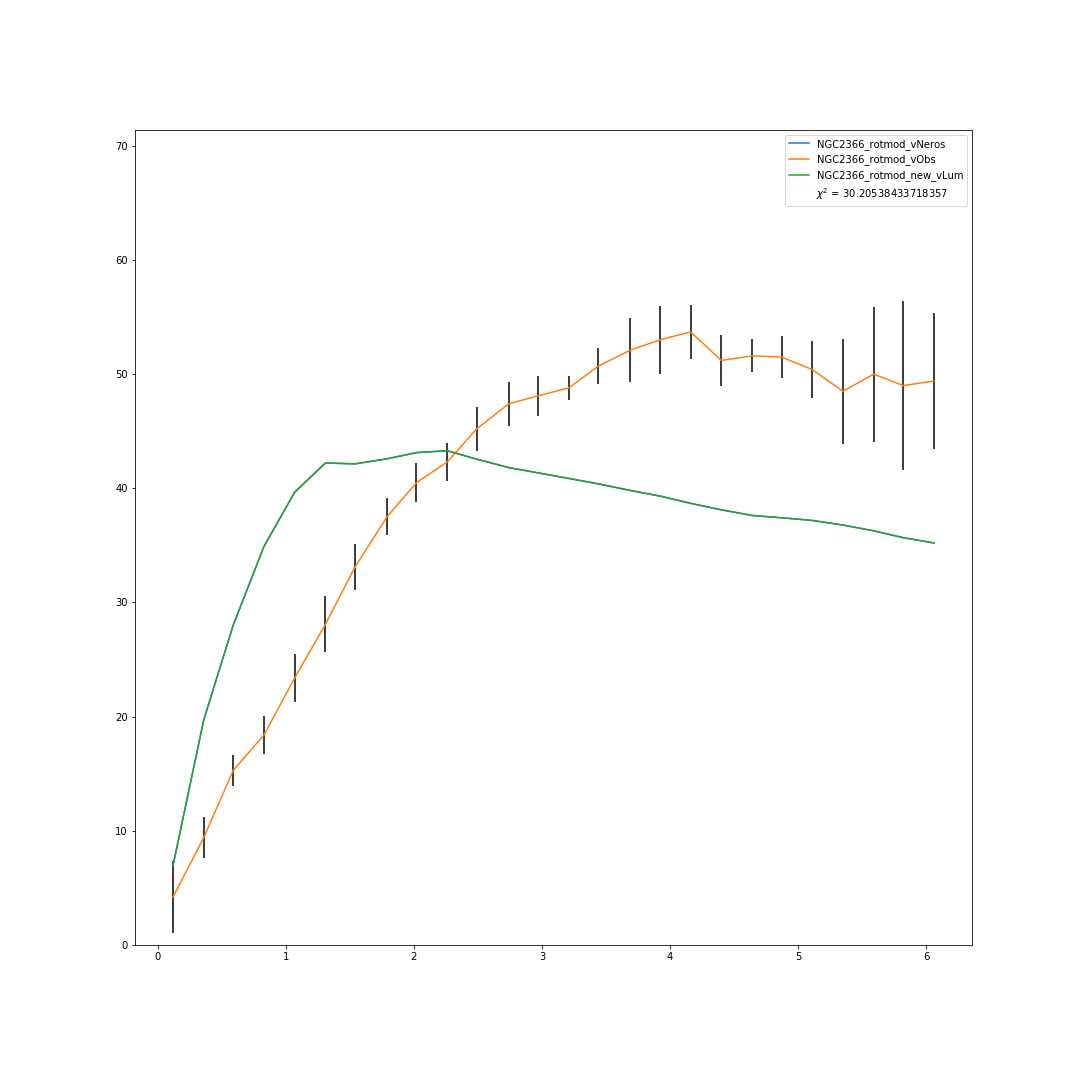 70
60
50
40
30
20
10
0
0 1 2 3 4 5 6
NGC2366_rotmod_vNeros
NGC2366_rotmod_vObs
NGC2366_rotmod_new_vLum
χ² = 30.20538433718357